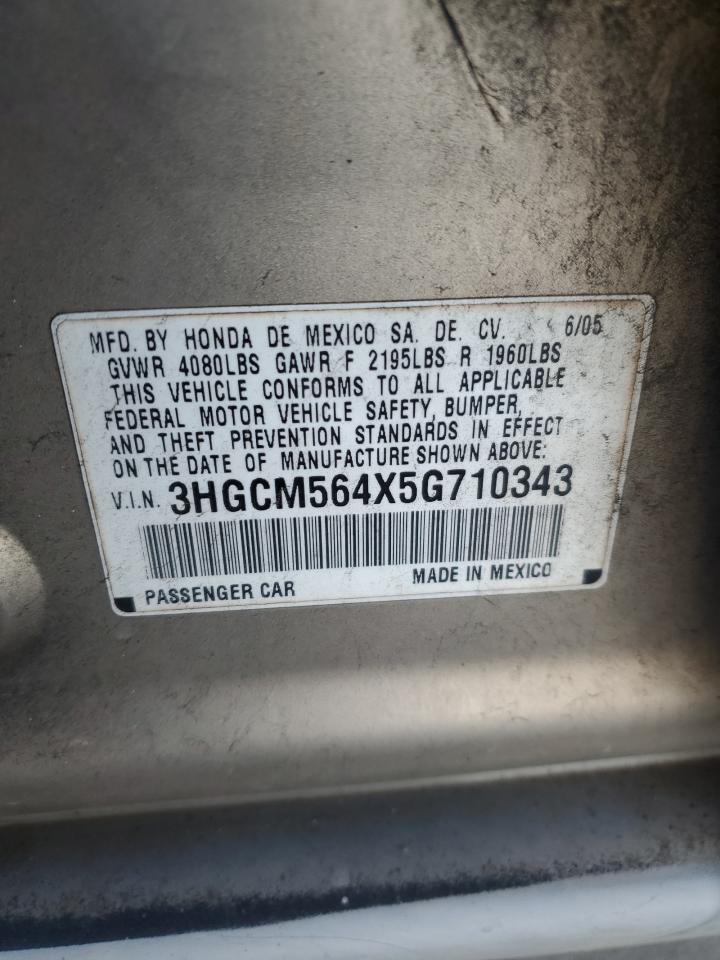 MFD. BY HONDA DE MEXICO SA. DE. CV. 6/05
GVWR 4080LBS GAWR F 2195LBS R 1960LBS
THIS VEHICLE CONFORMS TO ALL APPLICABLE
FEDERAL MOTOR VEHICLE SAFETY, BUMPER,
AND THEFT PREVENTION STANDARDS IN EFFECT
ON THE DATE OF MANUFACTURE SHOWN ABOVE:
V.I.N. 3HGCM564X5G710343
PASSENGER CAR MADE IN MEXICO